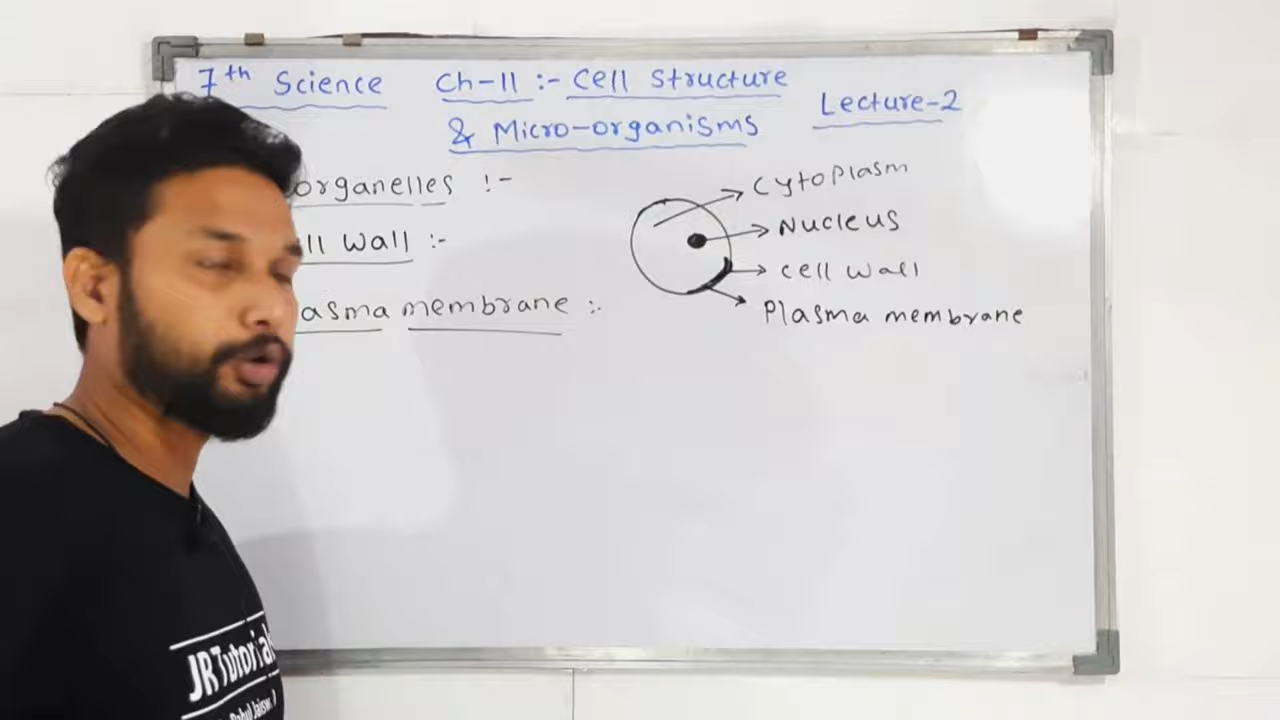 7th Science Ch-11 :- Cell Structure
& Micro-organisms
Lecture-2
organelles :-
ll Wall :-
asma membrane :-
Cytoplasm
Nucleus
cell wall
Plasma membrane
JR Tutorial